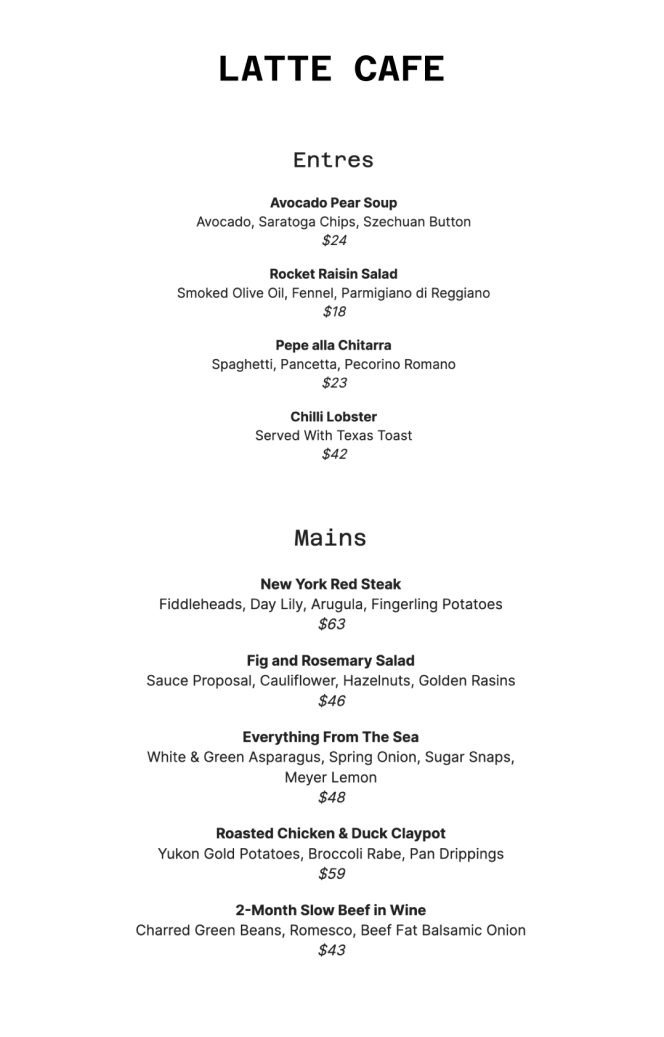 LATTE CAFE
Entres
Avocado Pear Soup
Avocado, Saratoga Chips, Szechuan Button
$24
Rocket Raisin Salad
Smoked Olive Oil, Fennel, Parmigiano di Reggiano
$18
Pepe alla Chitarra
Spaghetti, Pancetta, Pecorino Romano
$23
Chilli Lobster
Served With Texas Toast
$42
Mains
New York Red Steak
Fiddleheads, Day Lily, Arugula, Fingerling Potatoes
$63
Fig and Rosemary Salad
Sauce Proposal, Cauliflower, Hazelnuts, Golden Rasins
$46
Everything From The Sea
White & Green Asparagus, Spring Onion, Sugar Snaps,
Meyer Lemon
$48
Roasted Chicken & Duck Claypot
Yukon Gold Potatoes, Broccoli Rabe, Pan Drippings
$59
2-Month Slow Beef in Wine
Charred Green Beans, Romesco, Beef Fat Balsamic Onion
$43